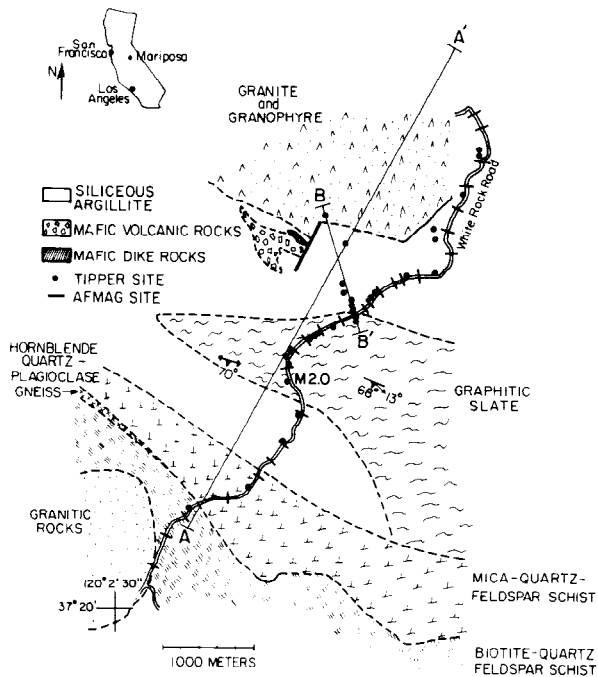 San
Francisco
Mariposa
Los
Angeles
N
A'
GRANITE
and
GRANOPHYRE
B
White Rock Road
SILICEOUS
ARGILLITE
MAFIC VOLCANIC ROCKS
MAFIC DIKE ROCKS
TIPPER SITE
AFMAG SITE
B'
HORNBLENDE
QUARTZ-
PLAGIOCLASE
GNEISS
70°
M2.0
68° 13°
GRAPHITIC
SLATE
GRANITIC
ROCKS
A
120° 2' 30"
37° 20'
MICA-QUARTZ-
FELDSPAR SCHIST
1000 METERS
BIOTITE-QUARTZ
FELDSPAR SCHIST